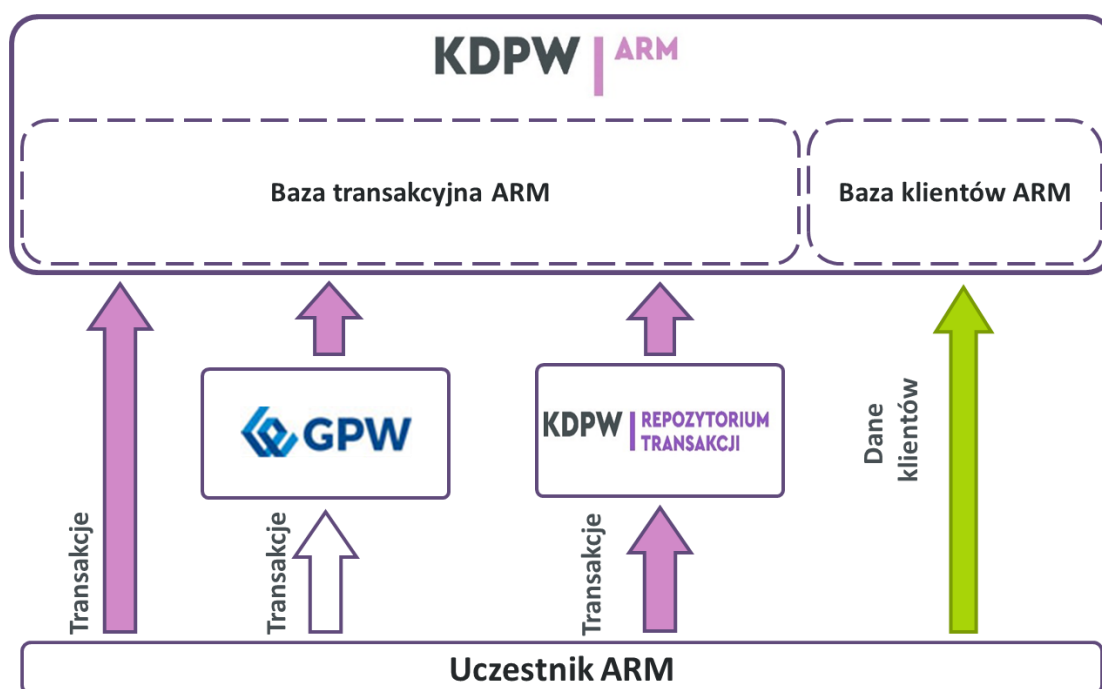 KDPW ARM
Baza transakcyjna ARM
Baza klientów ARM
GPW
KDPW REPOZYTORIUM
TRANSAKCJI
Transakcje
Transakcje
Transakcje
Dane
klientów
Uczestnik ARM